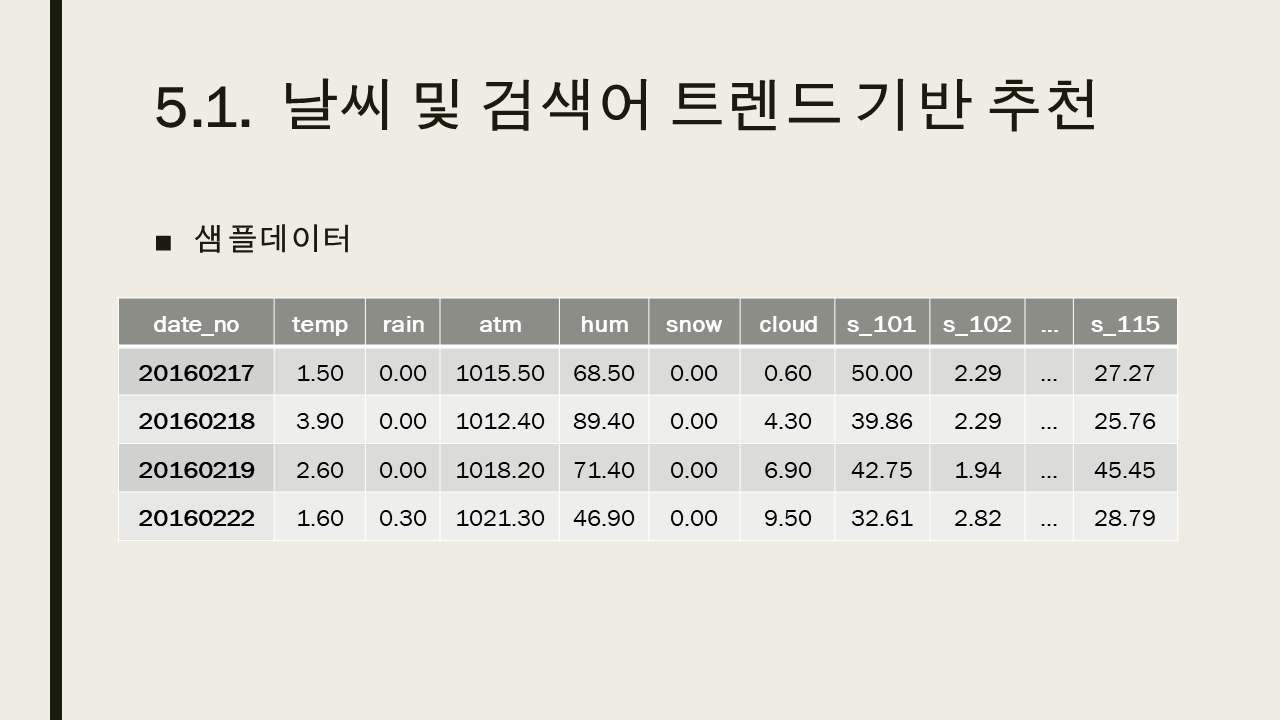 5.1. 날씨 및 검색어 트렌드 기반 추천
■ 샘플데이터
date_no temp rain atm hum snow cloud s_101 s_102 ... s_115
20160217 1.50 0.00 1015.50 68.50 0.00 0.60 50.00 2.29 ... 27.27
20160218 3.90 0.00 1012.40 89.40 0.00 4.30 39.86 2.29 ... 25.76
20160219 2.60 0.00 1018.20 71.40 0.00 6.90 42.75 1.94 ... 45.45
20160222 1.60 0.30 1021.30 46.90 0.00 9.50 32.61 2.82 ... 28.79